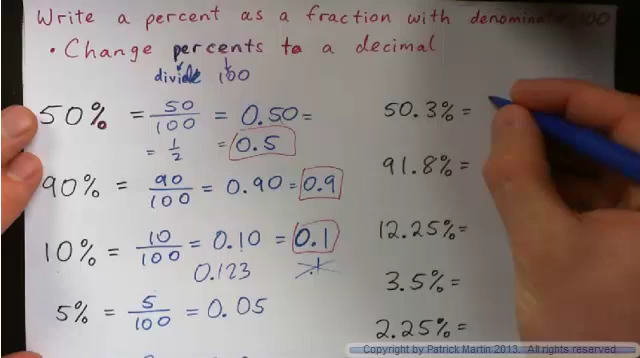 Write a percent as a fraction with denominator 100
• Change percents to a decimal
divide 100
50% = 50/100 = 0.50 =
= 1/2 = 0.5
90% = 90/100 = 0.90 = 0.9
10% = 10/100 = 0.10 = 0.1
0.123 .1
5% = 5/100 = 0.05
50.3% =
91.8% =
12.25% =
3.5% =
2.25% =
Copyright by Patrick Martin 2013. All rights reserved.